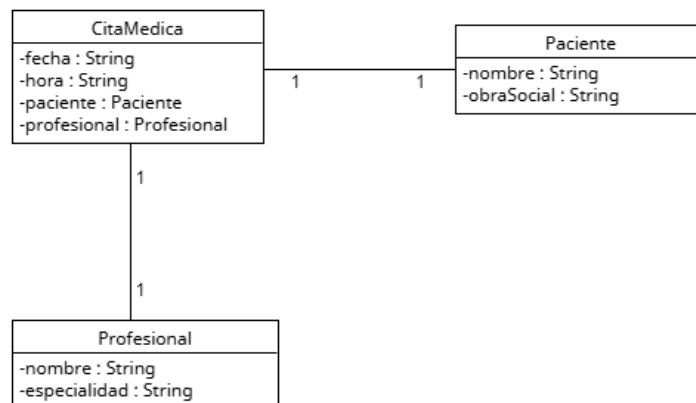 CitaMedica
-fecha : String
-hora : String
-paciente : Paciente
-profesional : Profesional
Paciente
-nombre : String
-obraSocial : String
1
1
1
1
Profesional
-nombre : String
-especialidad : String